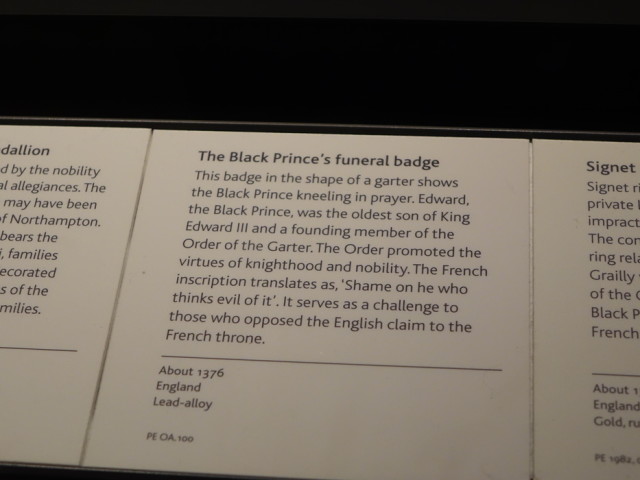 dallion
d by the nobility
al allegiances. The
may have been
of Northampton.
bears the
, families
ecorated
s of the
milies.
The Black Prince's funeral badge
This badge in the shape of a garter shows
the Black Prince kneeling in prayer. Edward,
the Black Prince, was the oldest son of King
Edward III and a founding member of the
Order of the Garter. The Order promoted the
virtues of knighthood and nobility. The French
inscription translates as, 'Shame on he who
thinks evil of it'. It serves as a challenge to
those who opposed the English claim to the
French throne.
About 1376
England
Lead-alloy
PE OA.100
Signet
Signet ri
private l
impract
The con
ring rela
Grailly
of the G
Black P
French
About 1
England
Gold, ru
PE 1982,